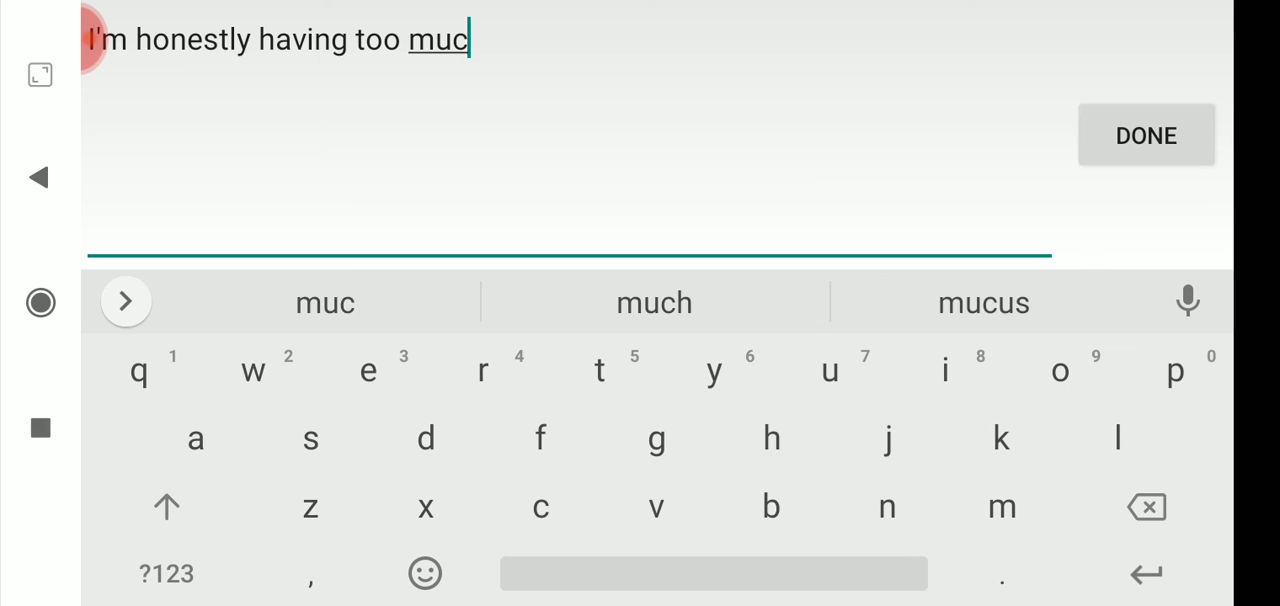 I'm honestly having too muc
DONE
muc much mucus
q 1 w 2 e 3 r 4 t 5 y 6 u 7 i 8 o 9 p 0
a s d f g h j k l
z x c v b n m
?123 , .